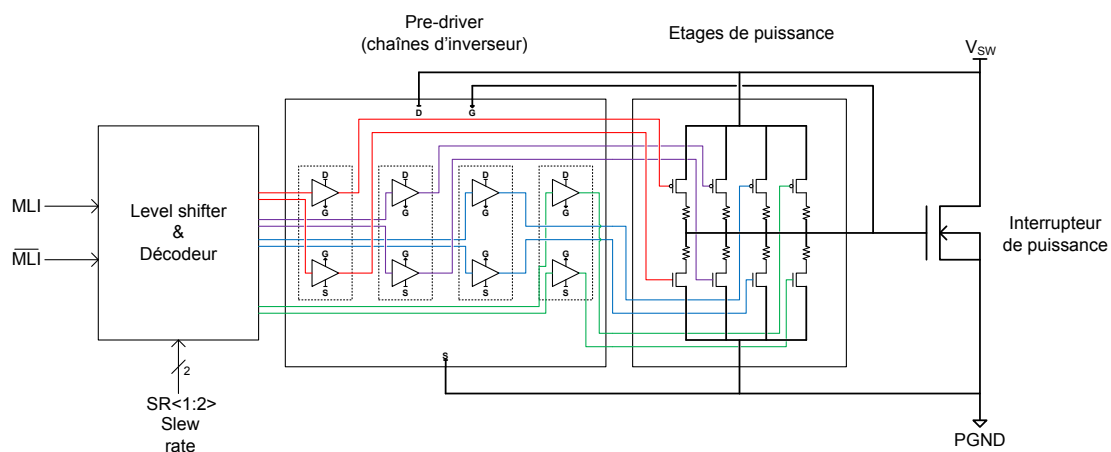 Pre-driver
(chaînes d'inverseur)
Etages de puissance
VSW
D
G
D
G
D
G
D
G
D
G
MLI
MLI
Level shifter
&
Décodeur
G
S
G
S
G
S
G
S
Interrupteur
de puissance
S
2
SR<1:2>
Slew
rate
PGND